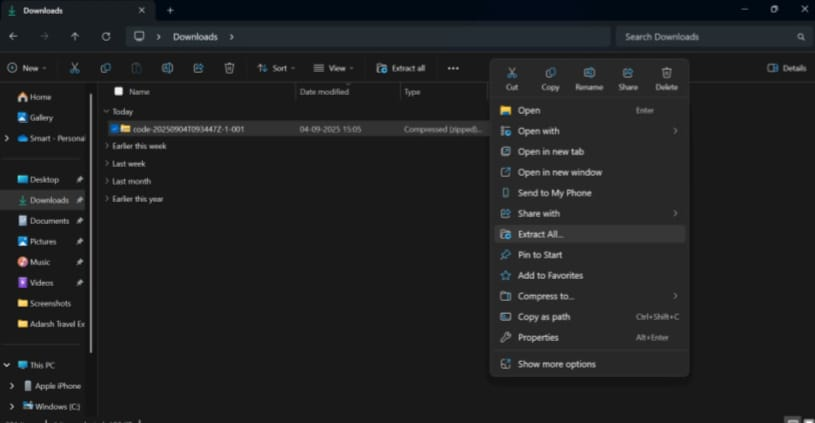 Downloads
Downloads
Search Downloads
New
Sort
View
Extract all
Details
Name
Date modified
Type
Home
Gallery
Smart - Personal
Desktop
Downloads
Documents
Pictures
Music
Videos
Screenshots
Adarsh Travel Ex
This PC
Apple iPhone
Windows (C:)
Today
code-20250904T093447Z-1-001
04-09-2025 15:05
Compressed (zipped)...
Earlier this week
Last week
Last month
Earlier this year
Cut
Copy
Rename
Share
Delete
Open
Enter
Open with
Open in new tab
Open in new window
Send to My Phone
Share with
Extract All...
Pin to Start
Add to Favorites
Compress to...
Copy as path
Ctrl+Shift+C
Properties
Alt+Enter
Show more options